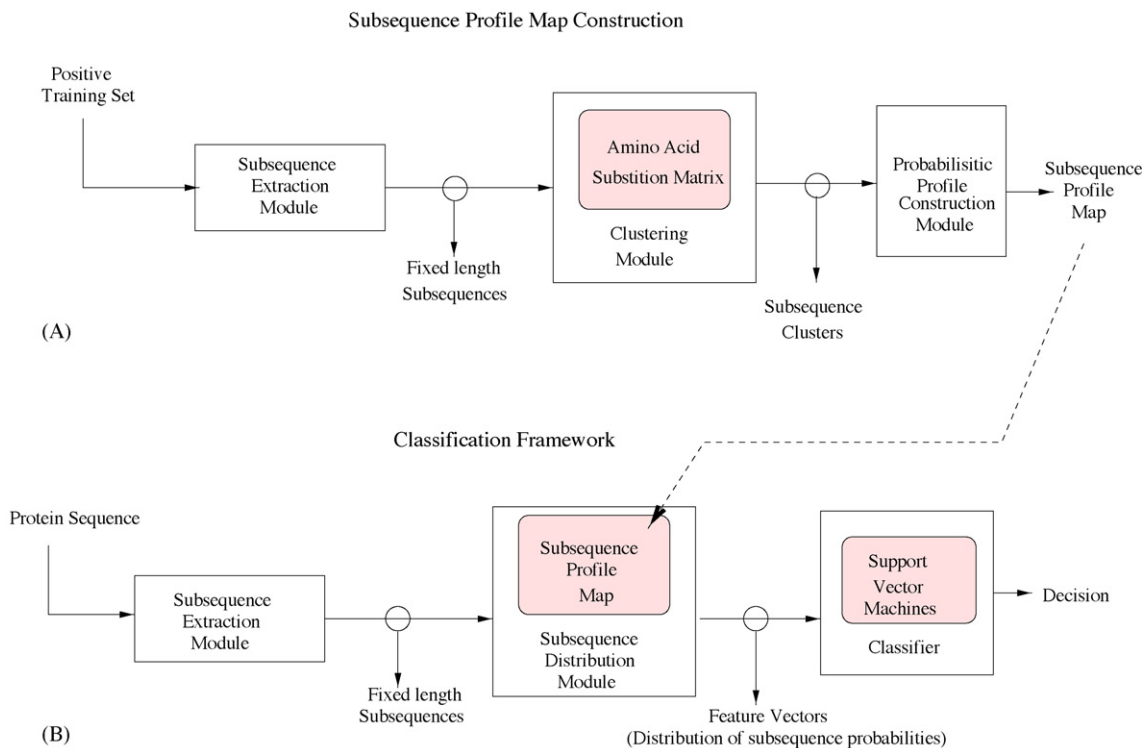 Subsequence Profile Map Construction
Positive
Training Set
Subsequence
Extraction
Module
Fixed length
Subsequences
Amino Acid
Substition Matrix
Clustering
Module
Subsequence
Clusters
Probabilisitic
Profile
Construction
Module
Subsequence
Profile
Map
(A)
Classification Framework
Protein Sequence
Subsequence
Extraction
Module
Fixed length
Subsequences
Subsequence
Profile
Map
Subsequence
Distribution
Module
Feature Vectors
(Distribution of subsequence probabilities)
Support
Vector
Machines
Classifier
Decision
(B)